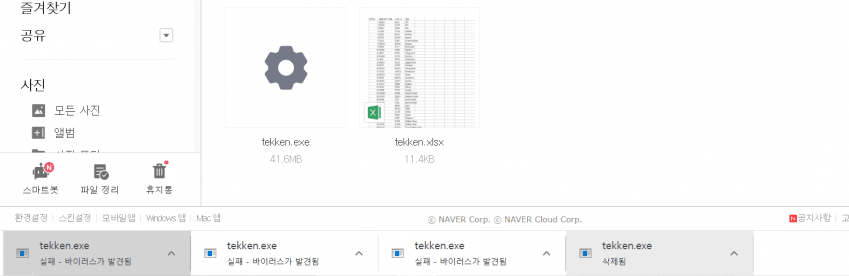 즐겨찾기
공유
사진
모든 사진
앨범
스마트봇
파일 정리
휴지통
tekken.exe
41.6MB
tekken.xlsx
11.4KB
환경설정 | 스킨설정 | 모바일앱 | Windows 앱 | Mac 앱
© NAVER Corp. © NAVER Cloud Corp.
N 공지사항 | 고
tekken.exe
실패 - 바이러스가 발견됨
tekken.exe
실패 - 바이러스가 발견됨
tekken.exe
실패 - 바이러스가 발견됨
tekken.exe
삭제됨